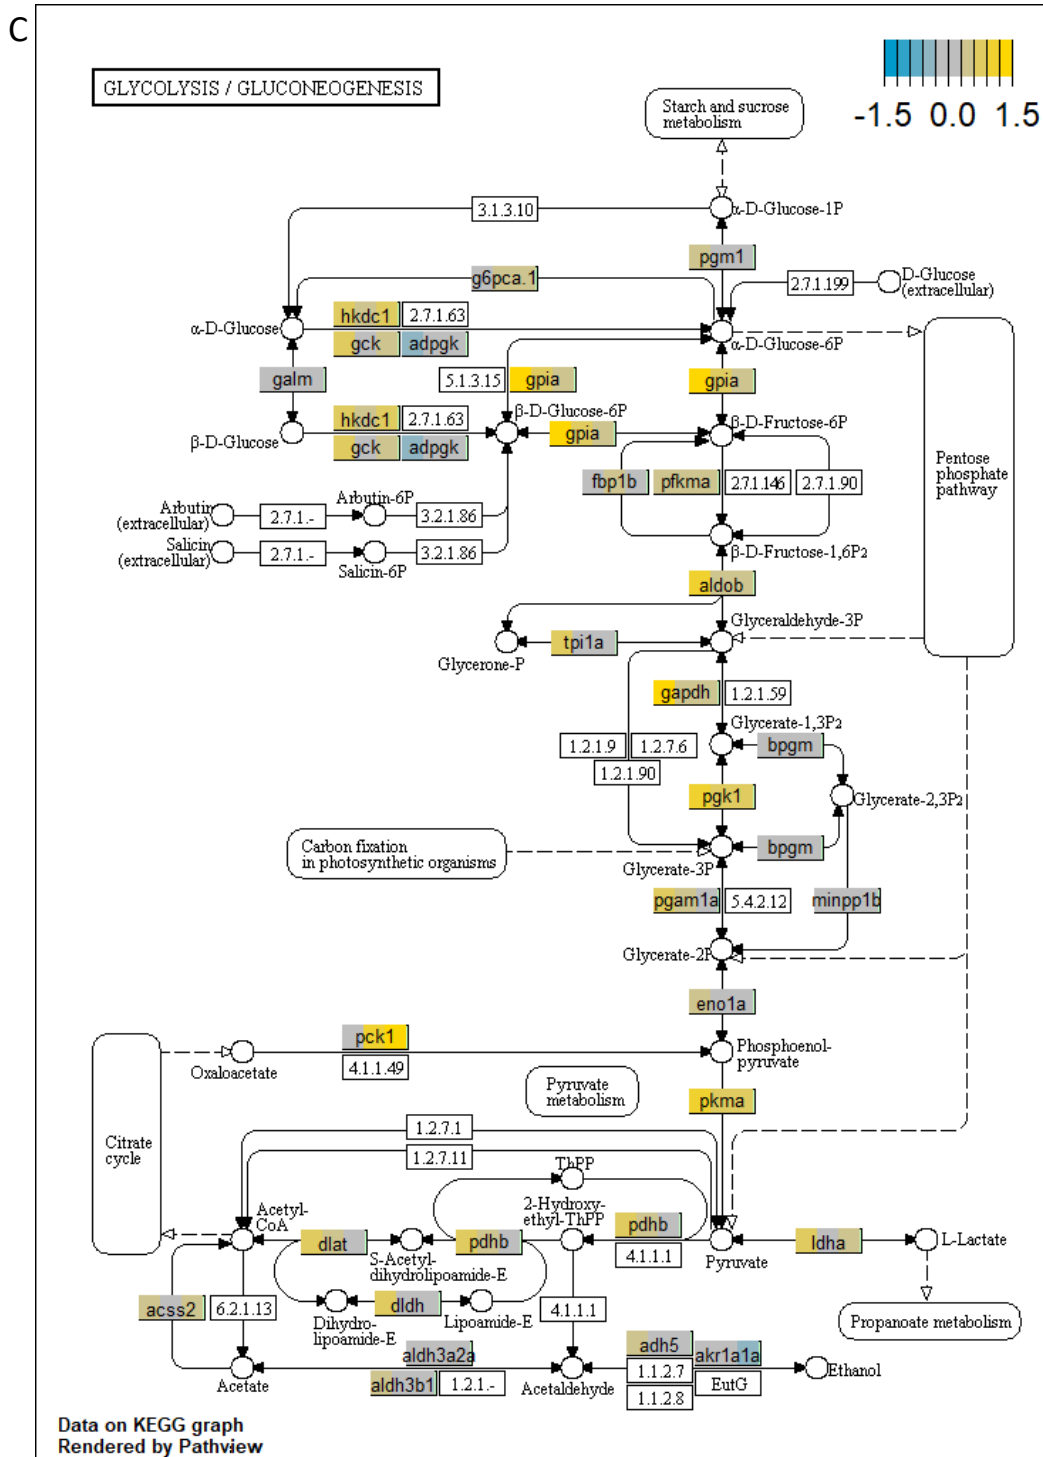 C
GLYCOLYSIS / GLUCONEOGENESIS
-1.5 0.0 1.5
Starch and sucrose
metabolism
3.1.3.10
α-D-Glucose-1P
pgm1
g6pca.1
2.7.1.199
D-Glucose
(extracellular)
hkdc1
2.7.1.63
α-D-Glucose
gck
adpgk
α-D-Glucose-6P
galm
5.1.3.15
gpia
gpia
β-D-Glucose-6P
hkdc1
2.7.1.63
β-D-Glucose
gck
adpgk
gpia
β-D-Fructose-6P
Pentose
phosphate
pathway
fbp1b
pfkma
2.7.1.146
2.7.1.90
Arbutin
(extracellular)
2.7.1.-
Arbutin-6P
3.2.1.86
Salicin
(extracellular)
2.7.1.-
Salicin-6P
3.2.1.86
β-D-Fructose-1,6P2
aldob
Glyceraldehyde-3P
Glycerone-P
tpi1a
gapdh
1.2.1.59
Glycerate-1,3P2
1.2.1.9
1.2.7.6
1.2.1.90
bpgm
pgk1
Glycerate-2,3P2
Carbon fixation
in photosynthetic organisms
bpgm
Glycerate-3P
pgam1a
5.4.2.12
minpp1b
Glycerate-2P
eno1a
pck1
4.1.1.49
Oxaloacetate
Phosphoenol-
pyruvate
Pyruvate
metabolism
pkma
Citrate
cycle
1.2.7.1
1.2.7.11
ThPP
Acetyl-
CoA
2-Hydroxy-
ethyl-ThPP
pdhb
4.1.1.1
dlat
S-Acetyl-
dihydrolipoamide-E
pdhb
Pyruvate
ldha
L-Lactate
acss2
6.2.1.13
Dihydro-
lipoamide-E
dldh
Lipoamide-E
4.1.1.1
Propanoate metabolism
aldh3a2a
aldh3b1
1.2.1.-
Acetate
Acetaldehyde
adh5
akr1a1a
1.1.2.7
EutG
1.1.2.8
Ethanol
Data on KEGG graph
Rendered by Pathview